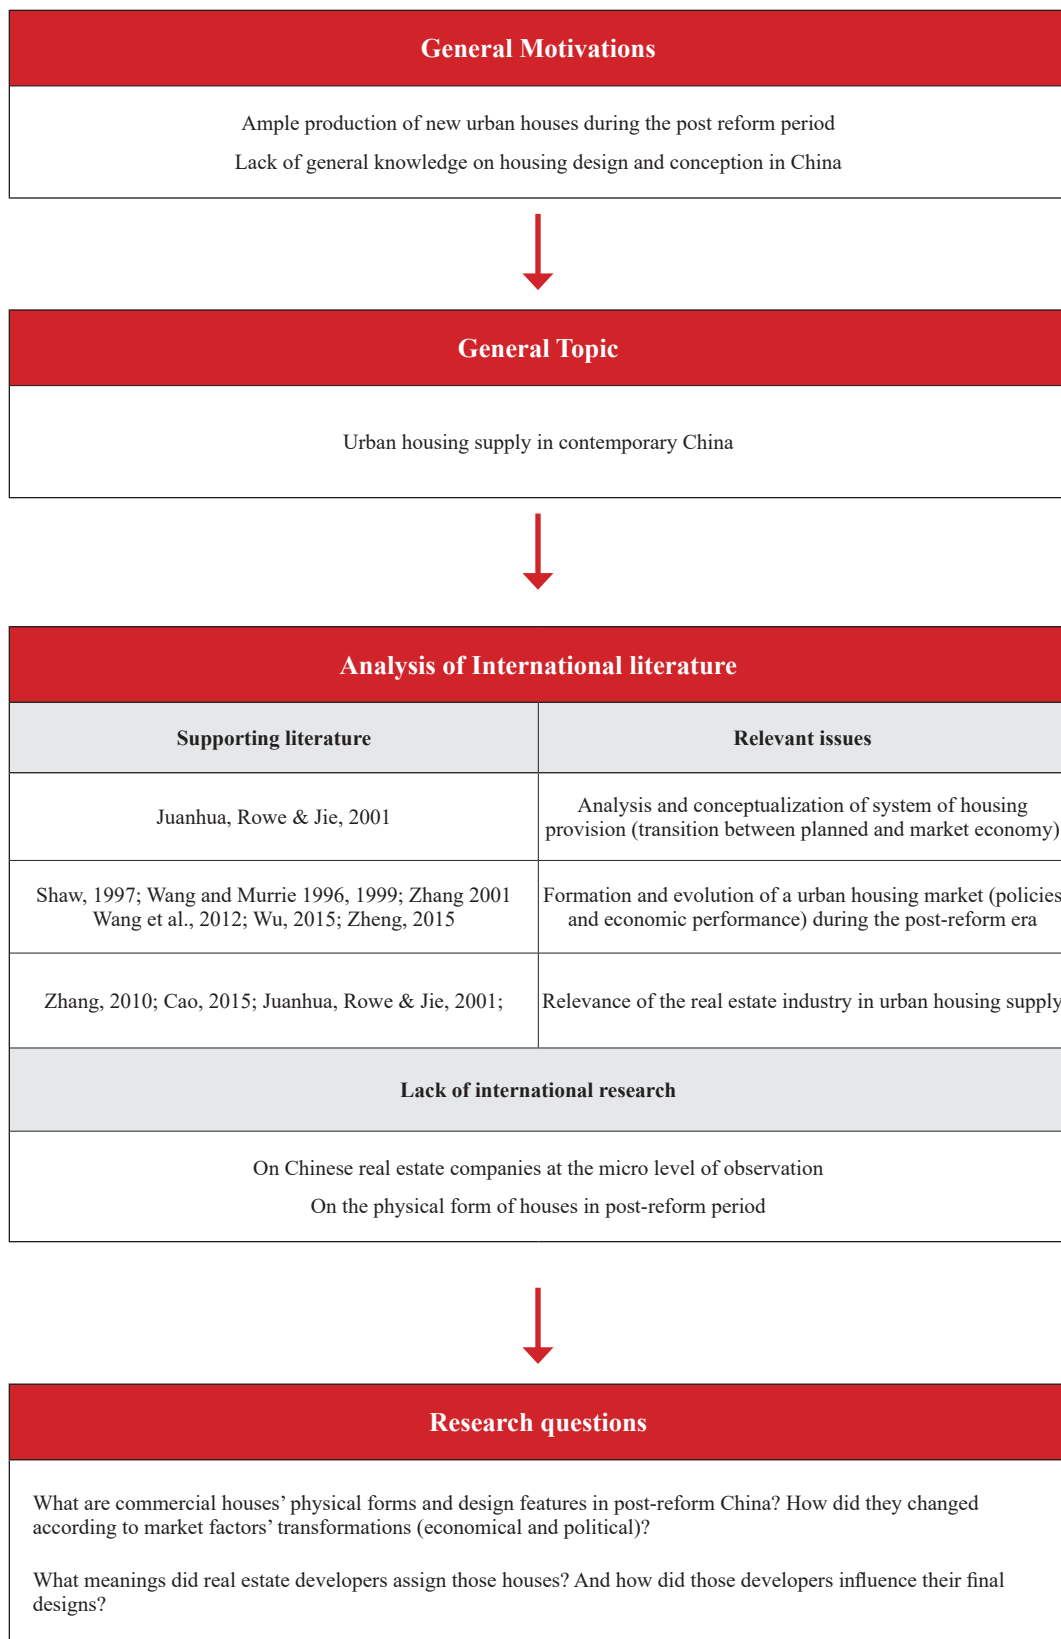 General Motivations
Ample production of new urban houses during the post reform period
Lack of general knowledge on housing design and conception in China
General Topic
Urban housing supply in contemporary China
Analysis of International literature
Supporting literature
Relevant issues
Juanhua, Rowe & Jie, 2001
Analysis and conceptualization of system of housing
provision (transition between planned and market economy)
Shaw, 1997; Wang and Murrie 1996, 1999; Zhang 2001
Wang et al., 2012; Wu, 2015; Zheng, 2015
Formation and evolution of a urban housing market (policies
and economic performance) during the post-reform era
Zhang, 2010; Cao, 2015; Juanhua, Rowe & Jie, 2001;
Relevance of the real estate industry in urban housing supply
Lack of international research
On Chinese real estate companies at the micro level of observation
On the physical form of houses in post-reform period
Research questions
What are commercial houses’ physical forms and design features in post-reform China? How did they changed
according to market factors’ transformations (economical and political)?
What meanings did real estate developers assign those houses? And how did those developers influence their final
designs?